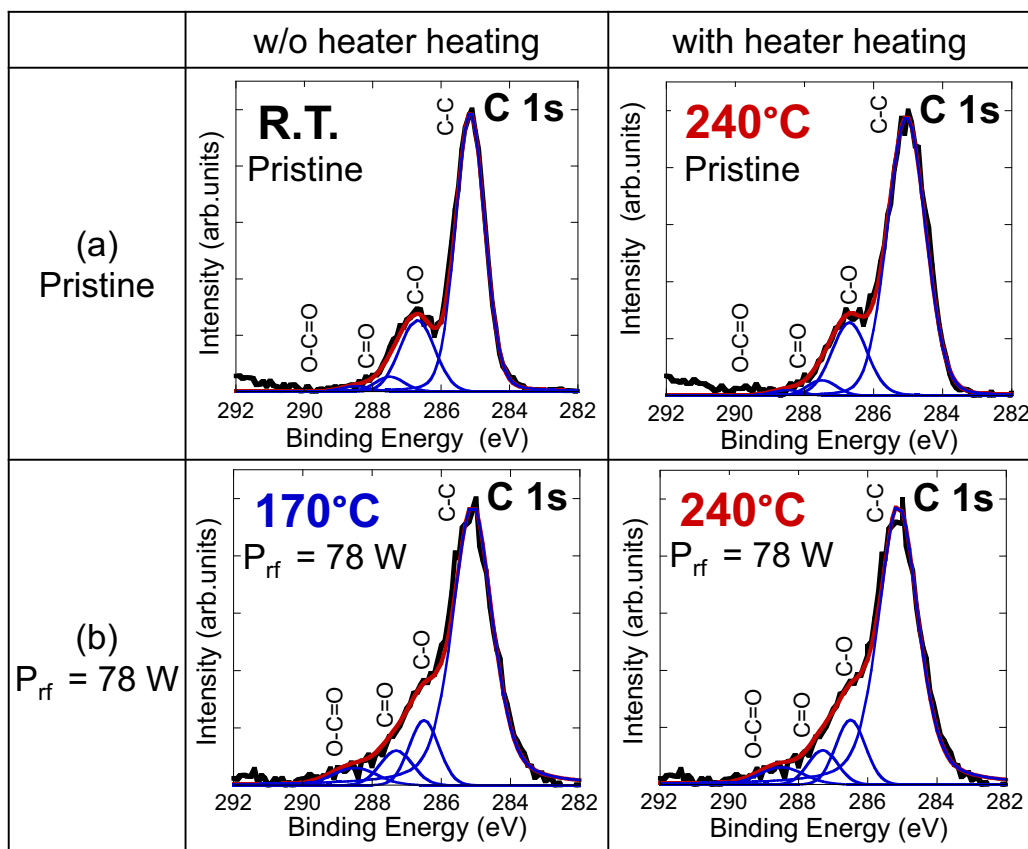 w/o heater heating
with heater heating
(a)
Pristine
R.T.
Pristine
C 1s
C-C
C-O
C=O
O-C=O
Intensity (arb.units)
292 290 288 286 284 282
Binding Energy (eV)
240°C
Pristine
C 1s
C-C
C-O
C=O
O-C=O
Intensity (arb.units)
292 290 288 286 284 282
Binding Energy (eV)
(b)
Prf = 78 W
170°C
Prf = 78 W
C 1s
C-C
C-O
C=O
O-C=O
Intensity (arb.units)
292 290 288 286 284 282
Binding Energy (eV)
240°C
Prf = 78 W
C 1s
C-C
C-O
C=O
O-C=O
Intensity (arb.units)
292 290 288 286 284 282
Binding Energy (eV)